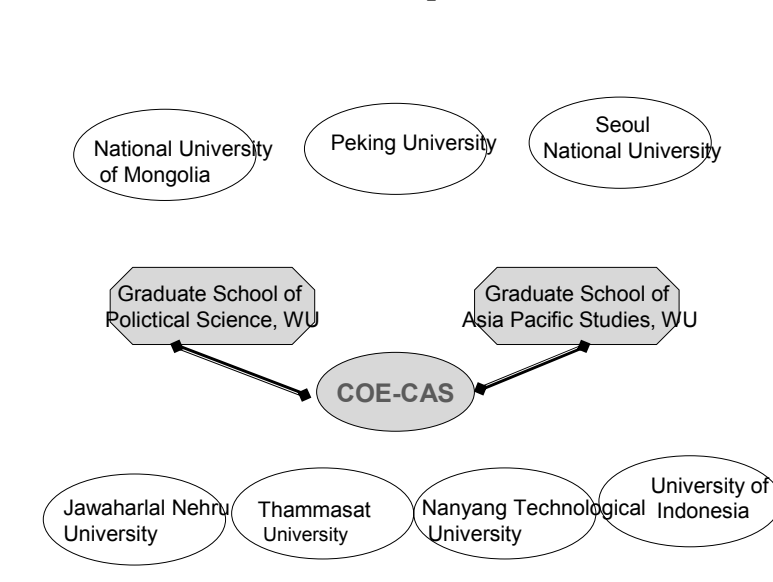 National University
of Mongolia
Peking University
Seoul
National University
Graduate School of
Polictical Science, WU
Graduate School of
Asia Pacific Studies, WU
COE-CAS
Jawaharlal Nehru
University
Thammasat
University
Nanyang Technological
University
University of
Indonesia